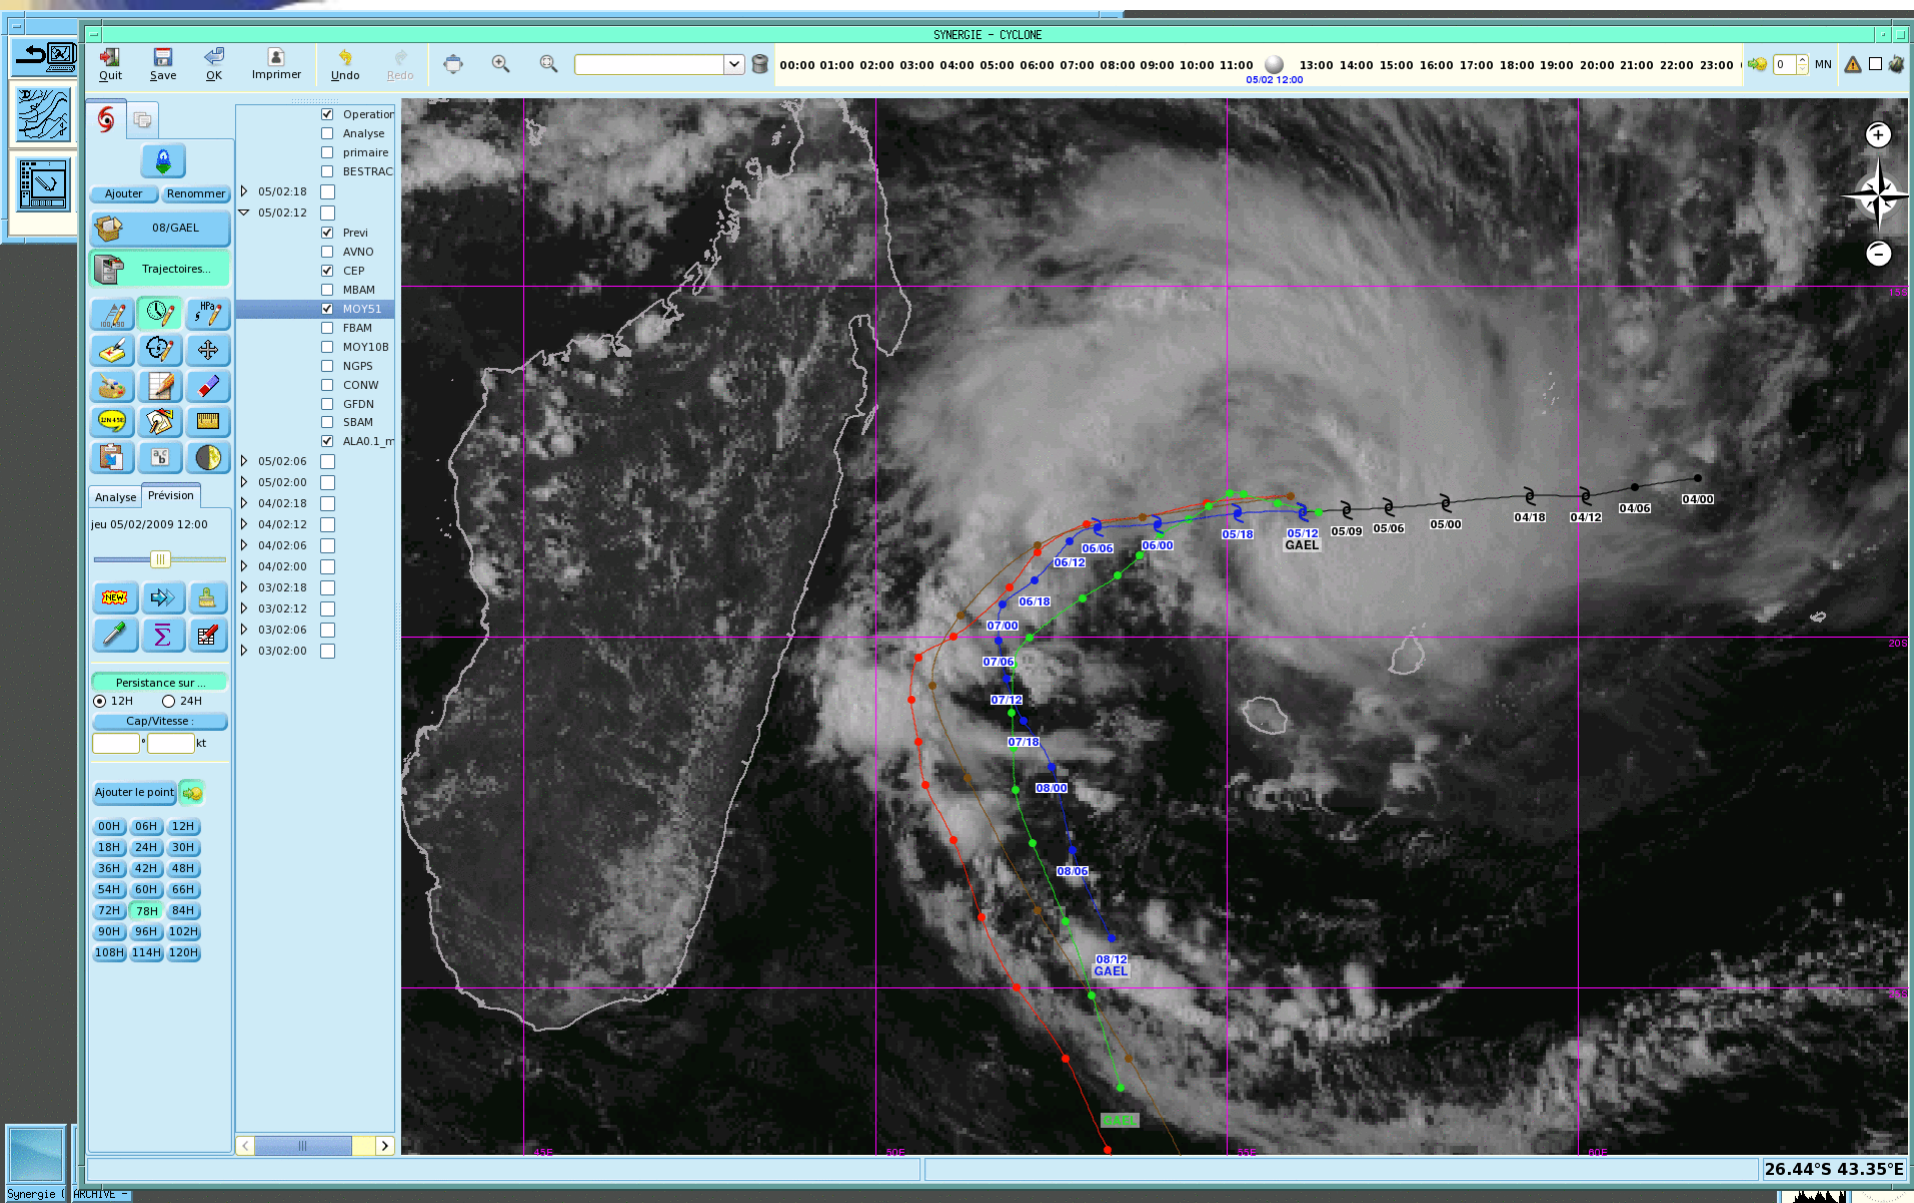 SYNERGIE - CYCLONE
Quit Save OK Imprimer Undo Redo
00:00 01:00 02:00 03:00 04:00 05:00 06:00 07:00 08:00 09:00 10:00 11:00 13:00 14:00 15:00 16:00 17:00 18:00 19:00 20:00 21:00 22:00 23:00
05/02 12:00
0 MN
Ajouter Renommer
08/GAEL
Trajectoires...
HPa
Analyse Prévision
jeu 05/02/2009 12:00
NEW
Σ
Persistance sur ...
12H 24H
Cap/Vitesse :
° kt
Ajouter le point
00H 06H 12H
18H 24H 30H
36H 42H 48H
54H 60H 66H
72H 78H 84H
90H 96H 102H
108H 114H 120H
Operation
Analyse
primaire
BESTRAC
05/02:18
05/02:12
Previ
AVNO
CEP
MBAM
MOY51
FBAM
MOY10B
NGPS
CONW
GFDN
SBAM
ALA0.1_m
05/02:06
05/02:00
04/02:18
04/02:12
04/02:06
04/02:00
03/02:18
03/02:12
03/02:06
03/02:00
15S
04/00
04/06
04/12
04/18
05/00
05/06
05/09
05/12
GAEL
05/18
06/00
06/06
06/12
06/18
07/00
07/06
07/12
07/18
08/00
08/06
08/12
GAEL
20S
25S
GAEL
45E 50E 55E 60E
26.44°S 43.35°E
Synergie ( ARCHIVE -